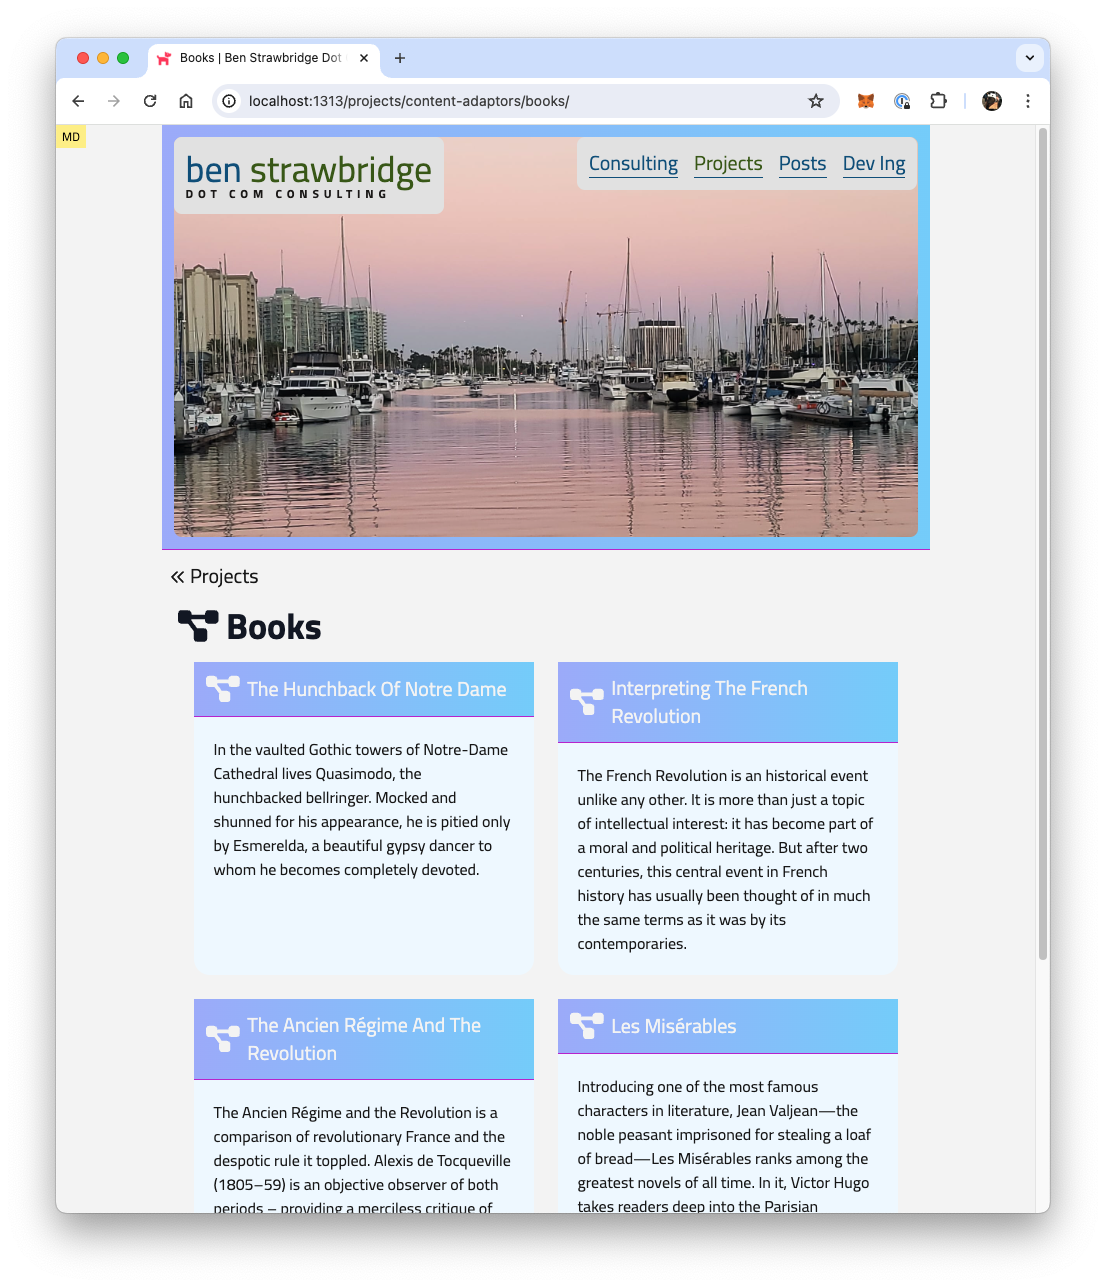 Books | Ben Strawbridge Dot
localhost:1313/projects/content-adaptors/books/
MD
ben strawbridge
DOT COM CONSULTING
Consulting Projects Posts Dev Ing
« Projects
Books
The Hunchback Of Notre Dame
In the vaulted Gothic towers of Notre-Dame
Cathedral lives Quasimodo, the
hunchbacked bellringer. Mocked and
shunned for his appearance, he is pitied only
by Esmerelda, a beautiful gypsy dancer to
whom he becomes completely devoted.
Interpreting The French
Revolution
The French Revolution is an historical event
unlike any other. It is more than just a topic
of intellectual interest: it has become part of
a moral and political heritage. But after two
centuries, this central event in French
history has usually been thought of in much
the same terms as it was by its
contemporaries.
The Ancien Régime And The
Revolution
The Ancien Régime and the Revolution is a
comparison of revolutionary France and the
despotic rule it toppled. Alexis de Tocqueville
(1805–59) is an objective observer of both
periods – providing a merciless critique of
Les Misérables
Introducing one of the most famous
characters in literature, Jean Valjean—the
noble peasant imprisoned for stealing a loaf
of bread—Les Misérables ranks among the
greatest novels of all time. In it, Victor Hugo
takes readers deep into the Parisian